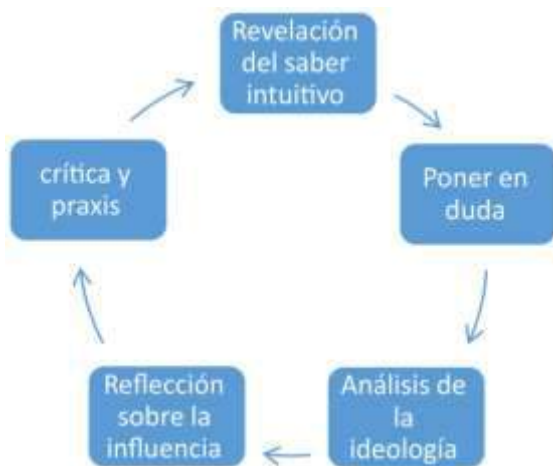 Revelación
del saber
intuitivo
Poner en
duda
Análisis de
la
ideología
Reflección
sobre la
influencia
crítica y
praxis